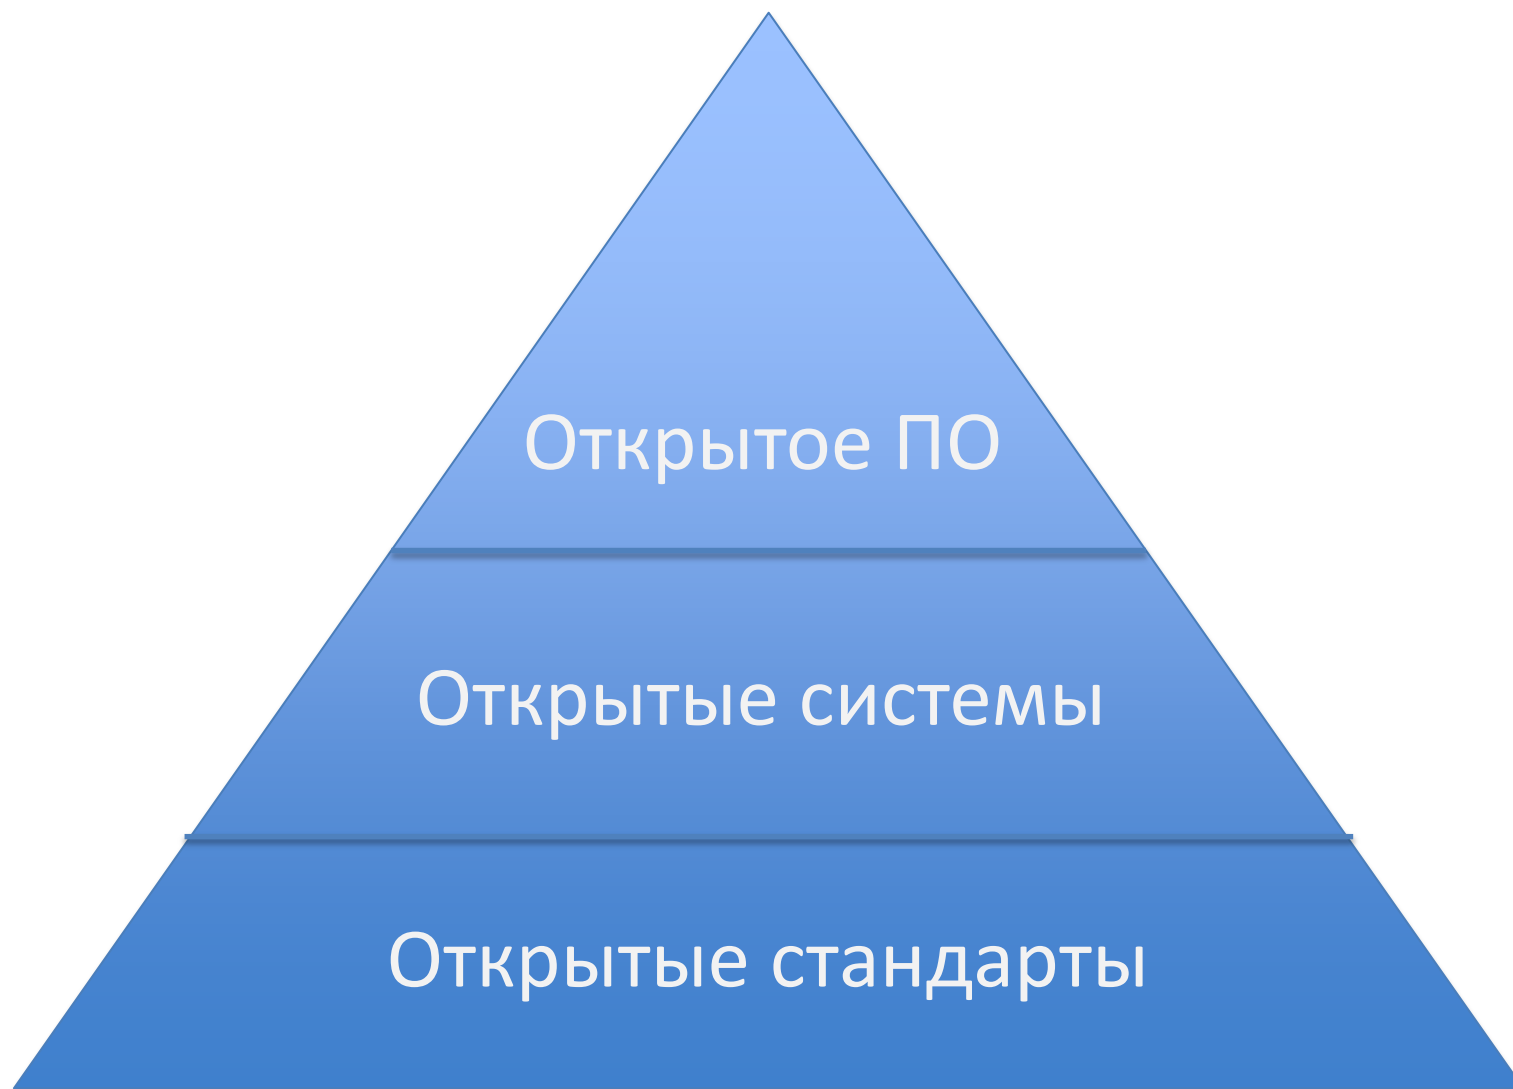 Открытое ПО
Открытые системы
Открытые стандарты